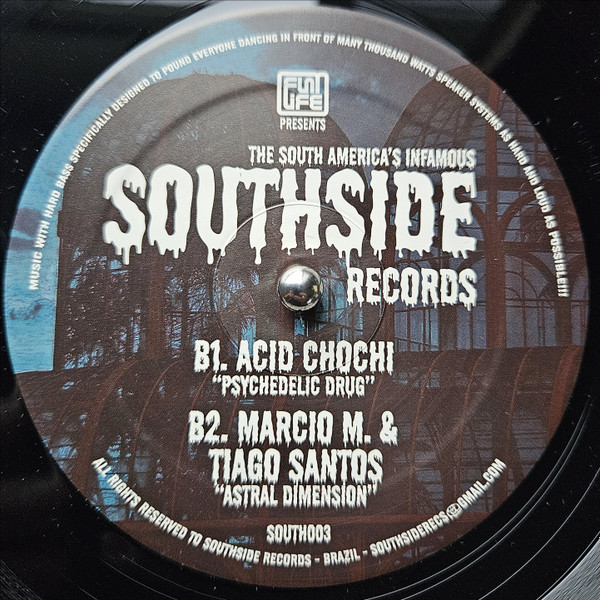 MUSIC WITH HARD BASS SPECIFICALLY DESIGNED TO POUND EVERYONE DANCING IN FRONT OF MANY THOUSAND WATTS SPEAKER SYSTEMS AS HARD AND LOUD AS POSSIBLE!!!
FLAT
LIFE
PRESENTS
THE SOUTH AMERICA'S INFAMOUS
SOUTHSIDE
RECORDS
B1. ACID CHOCHI
"PSYCHEDELIC DRUG"
B2. MARCIO M. &
TIAGO SANTOS
"ASTRAL DIMENSION"
SOUTH003
ALL RIGHTS RESERVED TO SOUTHSIDE RECORDS - BRAZIL - SOUTHSIDERECS@GMAIL.COM